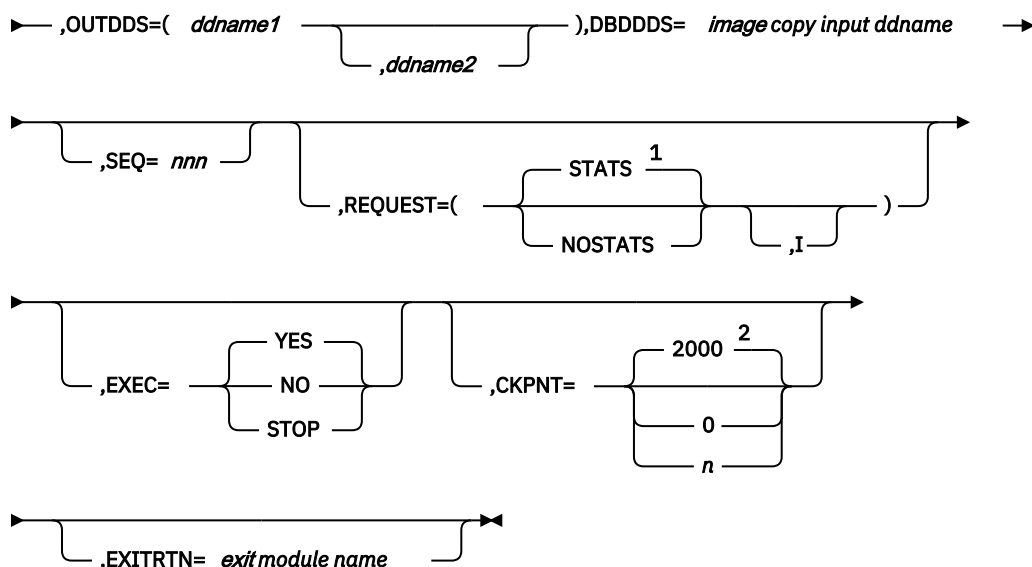 ,OUTDDS=( ddname1 ),DBDDDS= image copy input ddname
,ddname2
,SEQ= nnn
STATS 1
,REQUEST=( )
NOSTATS ,I
YES 2000 2
,EXEC= NO ,CKPNT=
STOP 0
n
,EXITRTN= exit module name